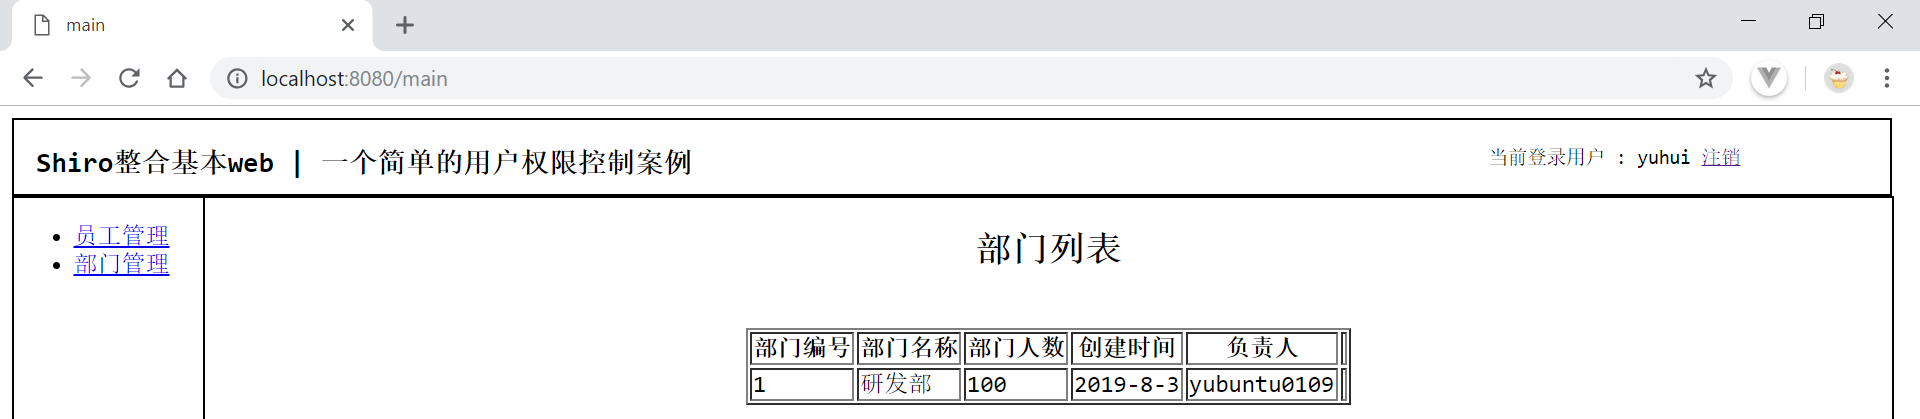 main
localhost:8080/main
Shiro整合基本web | 一个简单的用户权限控制案例
当前登录用户 : yuhui 注销
员工管理
部门管理
部门列表
部门编号 部门名称 部门人数 创建时间 负责人
1 研发部 100 2019-8-3 yubuntu0109